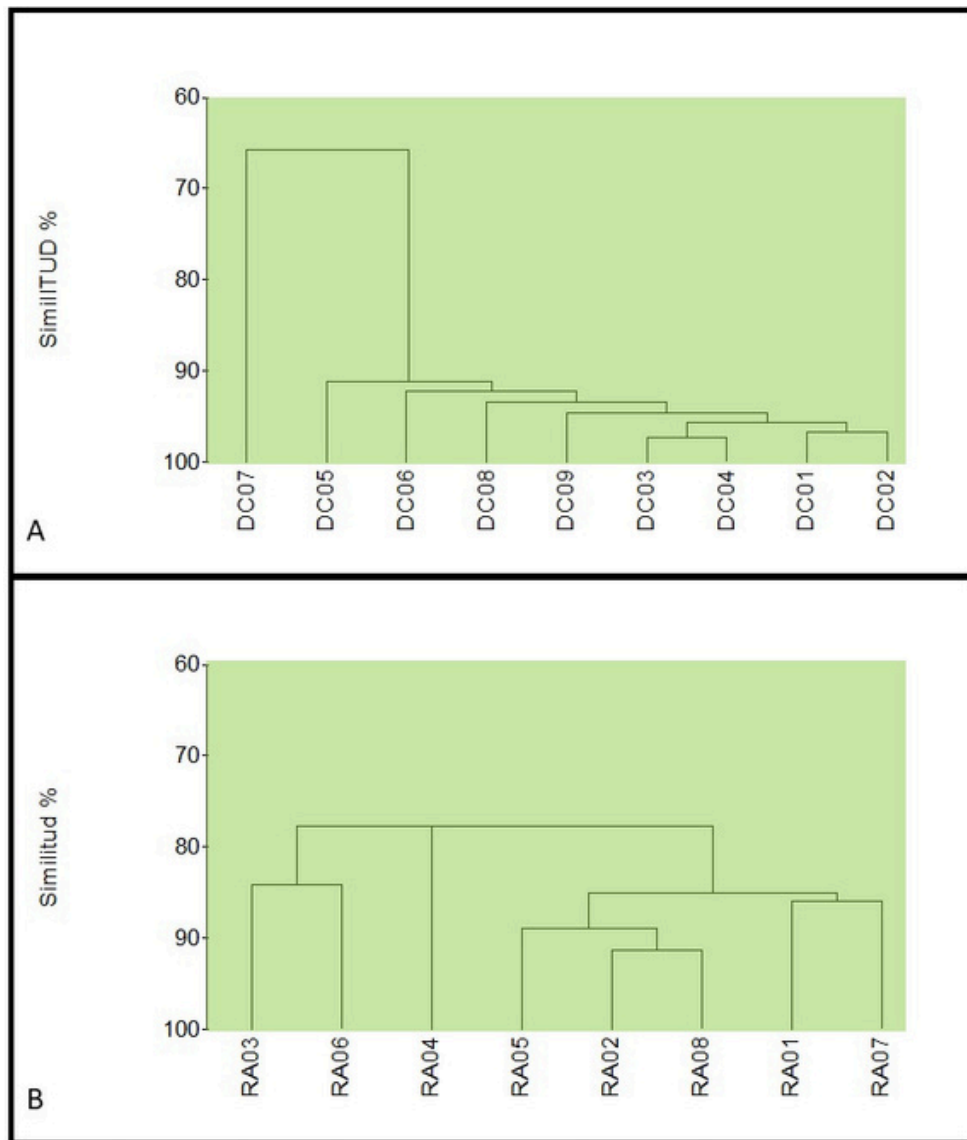 SimilITUD %
60
70
80
90
100
DC07
DC05
DC06
DC08
DC09
DC03
DC04
DC01
DC02
A
Similitud %
60
70
80
90
100
RA03
RA06
RA04
RA05
RA02
RA08
RA01
RA07
B